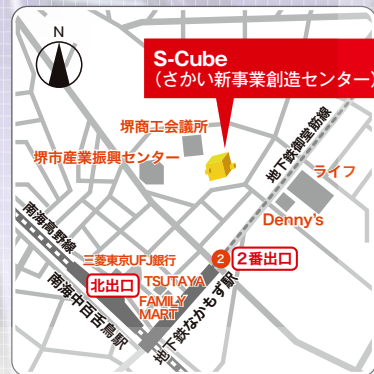 N
S-Cube
(さかい新事業創造センター)
堺商工会議所
堺市産業振興センター
地下鉄御堂筋線
ライフ
Denny's
南海高野線
三菱東京UFJ銀行
2
2番出口
北出口
TSUTAYA
FAMILY
MART
南海中百舌鳥駅
地下鉄なかもず駅